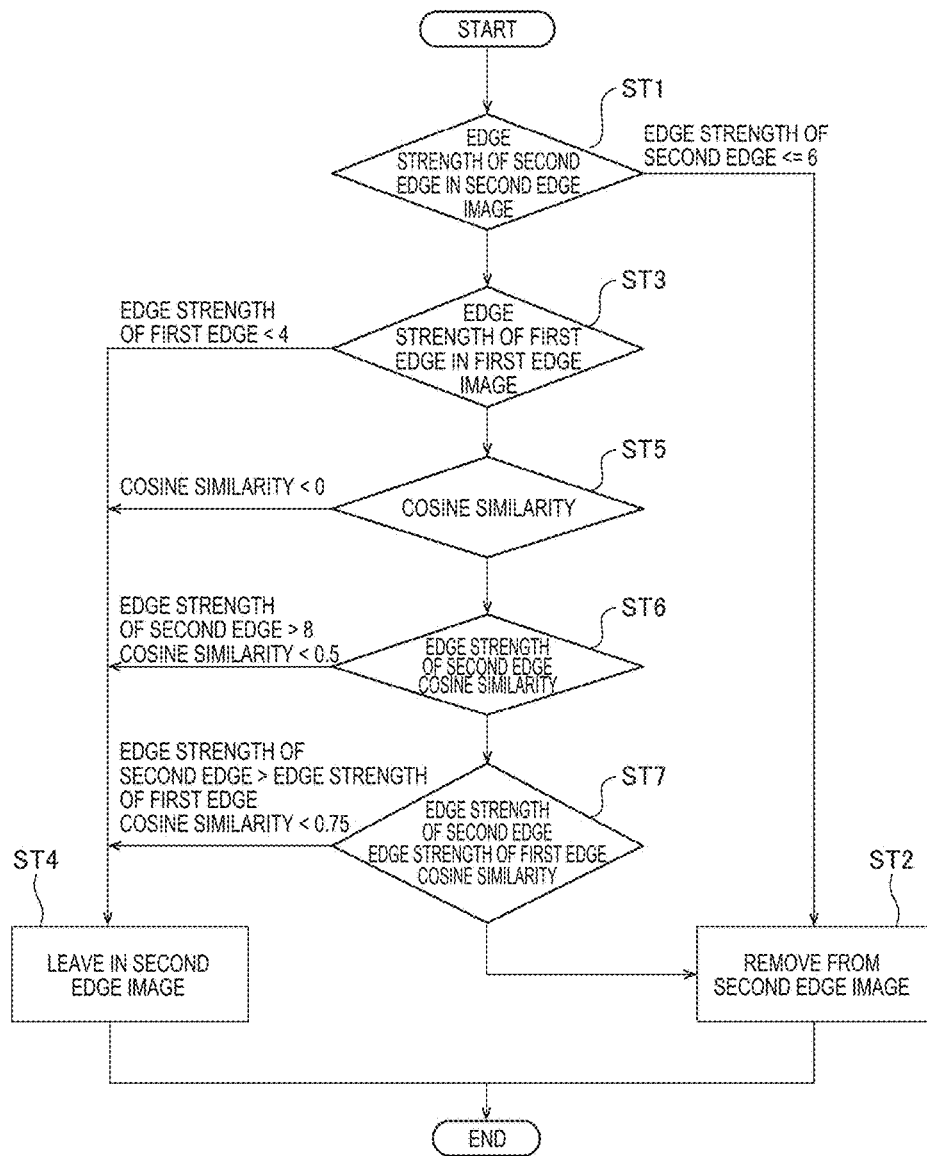 START
ST1
EDGE
STRENGTH OF SECOND
EDGE IN SECOND EDGE
IMAGE
EDGE STRENGTH OF
SECOND EDGE <= 6
ST3
EDGE STRENGTH
OF FIRST EDGE < 4
EDGE
STRENGTH OF FIRST
EDGE IN FIRST EDGE
IMAGE
ST5
COSINE SIMILARITY < 0
COSINE SIMILARITY
ST6
EDGE STRENGTH
OF SECOND EDGE > 8
COSINE SIMILARITY < 0.5
EDGE STRENGTH
OF SECOND EDGE
COSINE SIMILARITY
ST7
EDGE STRENGTH OF
SECOND EDGE > EDGE STRENGTH
OF FIRST EDGE
COSINE SIMILARITY < 0.75
EDGE STRENGTH
OF SECOND EDGE
EDGE STRENGTH OF FIRST EDGE
COSINE SIMILARITY
ST4
LEAVE IN SECOND
EDGE IMAGE
ST2
REMOVE FROM
SECOND EDGE IMAGE
END